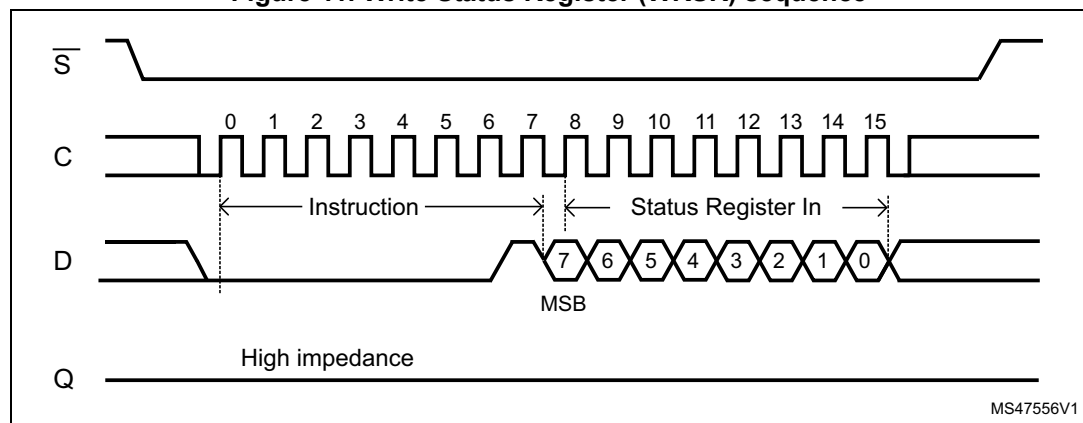 Figure 11. Write Status Register (WRSR) sequence
S
0 1 2 3 4 5 6 7 8 9 10 11 12 13 14 15
C
Instruction Status Register In
D 7 6 5 4 3 2 1 0
MSB
High impedance
Q
MS47556V1